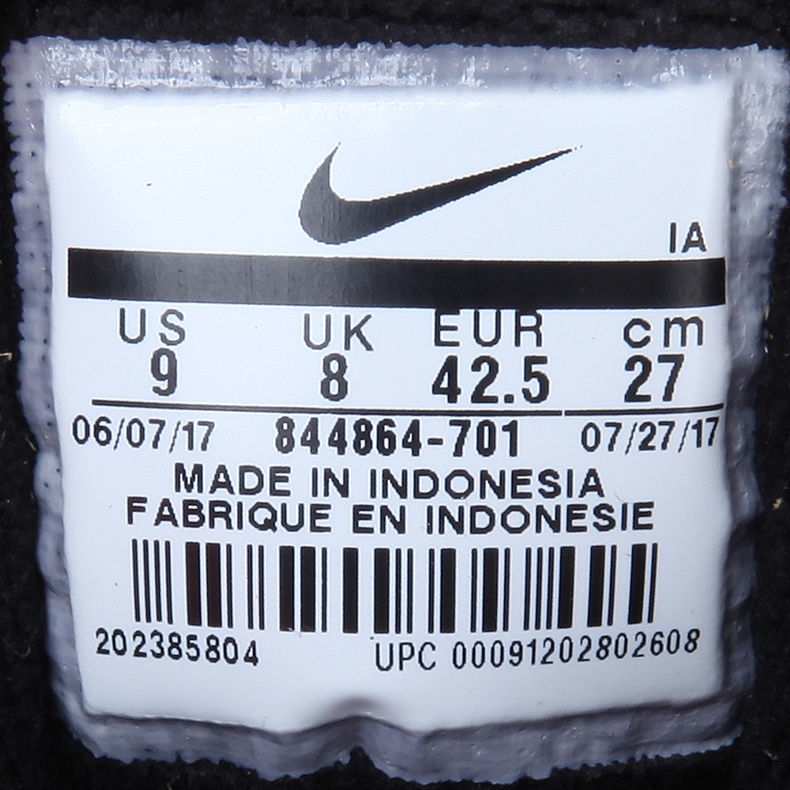 IA
US UK EUR cm
9 8 42.5 27
06/07/17 844864-701 07/27/17
MADE IN INDONESIA
FABRIQUE EN INDONESIE
202385804 UPC 00091202802608